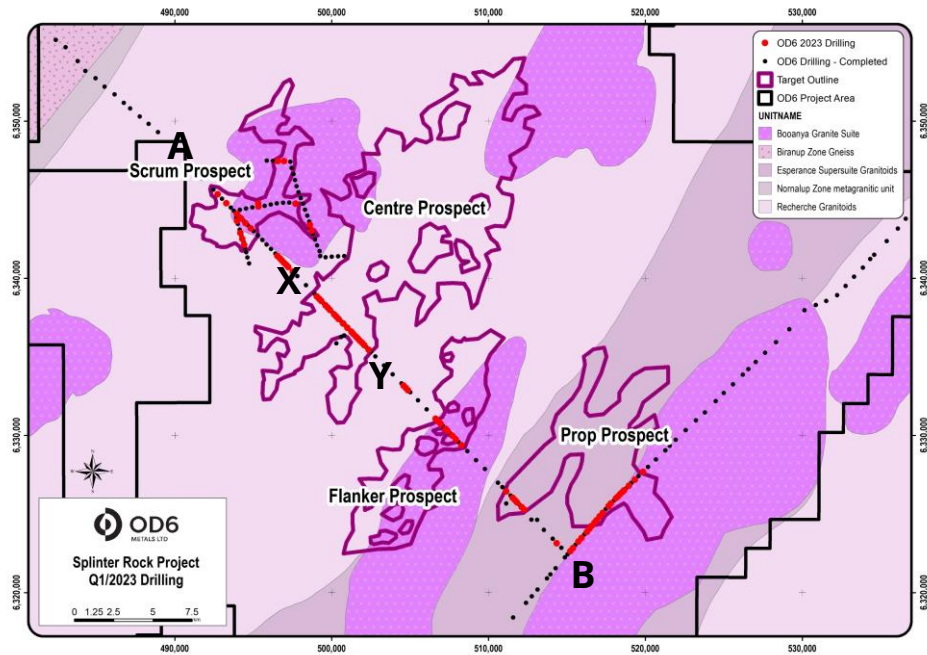 490,000 500,000 510,000 520,000 530,000
OD6 2023 Drilling
OD6 Drilling - Completed
Target Outline
OD6 Project Area
UNITNAME
Booanya Granite Suite
Biranup Zone Gneiss
Esperance Supersuite Granitoids
Nornalup Zone metagranitic unit
Recherche Granitoids
6,350,000 6,350,000
A
Scrum Prospect
Centre Prospect
6,340,000 6,340,000
X
Y
6,330,000 6,330,000
Prop Prospect
Flanker Prospect
B
N
OD6
METALS LTD
Splinter Rock Project
Q1/2023 Drilling
0 1.25 2.5 5 7.5
km
6,320,000 6,320,000
490,000 500,000 510,000 520,000 530,000